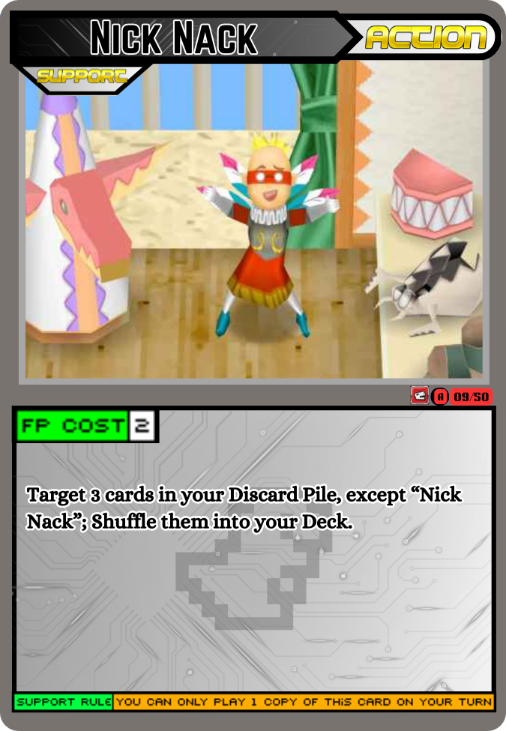 Nick Nack
ACTION
SUPPORT
A 09/50
FP COST 2
Target 3 cards in your Discard Pile, except “Nick
Nack”; Shuffle them into your Deck.
SUPPORT RULE YOU CAN ONLY PLAY 1 COPY OF THIS CARD ON YOUR TURN